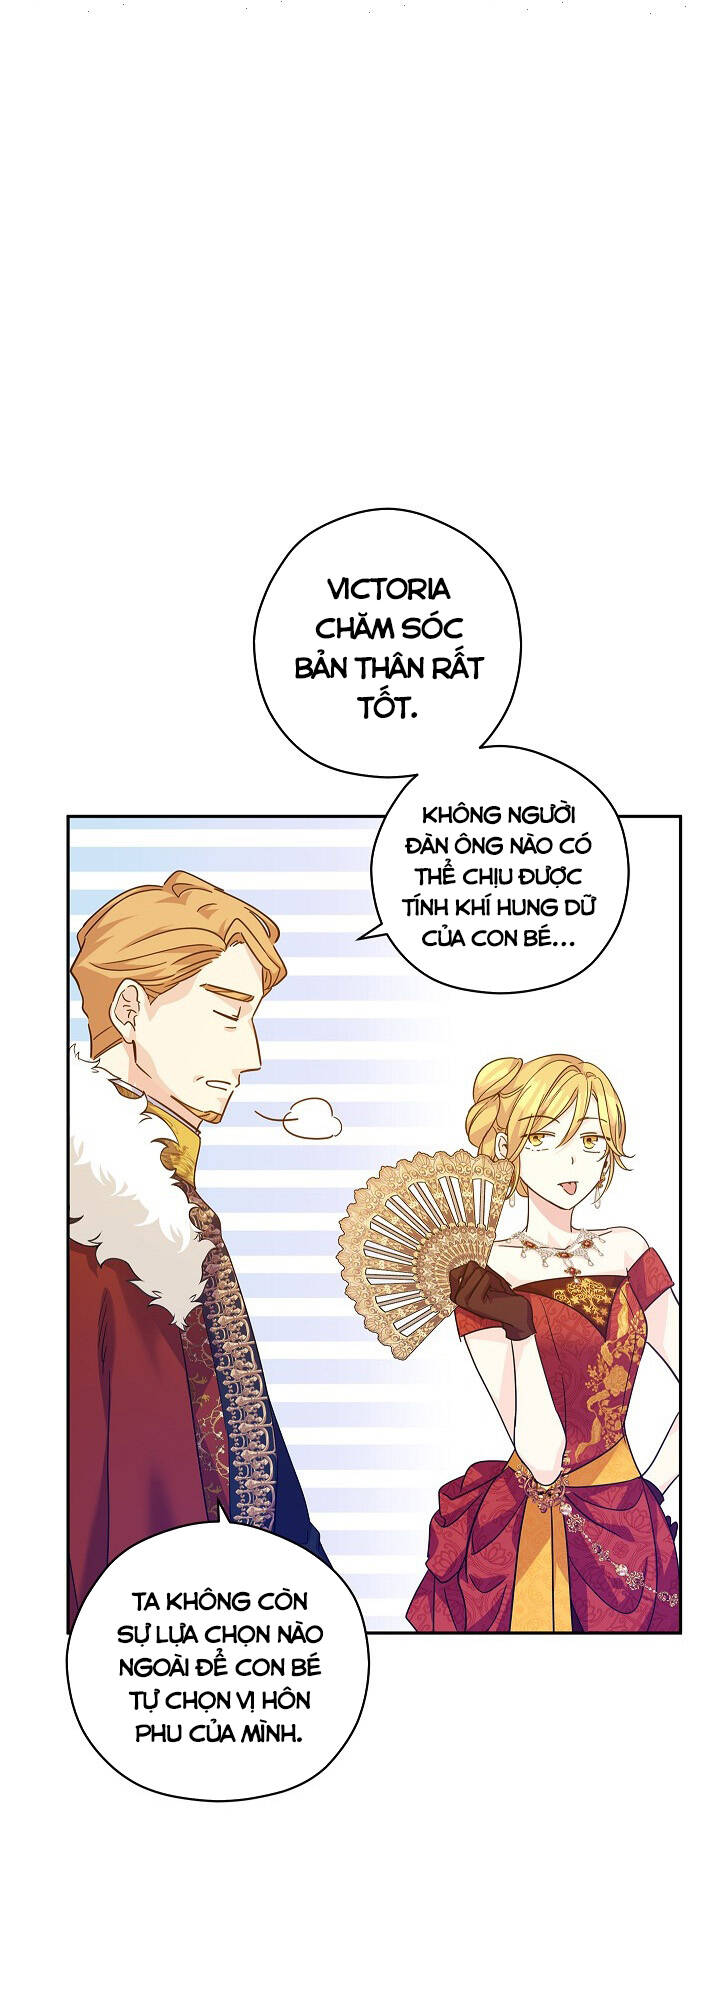 VICTORIA
CHĂM SÓC
BẢN THÂN RẤT
TỐT.
KHÔNG NGƯỜI
ĐÀN ÔNG NÀO CÓ
THỂ CHỊU ĐƯỢC
TÍNH KHÍ HUNG DỮ
CỦA CON BÉ...
TA KHÔNG CÒN
SỰ LỰA CHỌN NÀO
NGOÀI ĐỂ CON BÉ
TỰ CHỌN VỊ HÔN
PHU CỦA MÌNH.